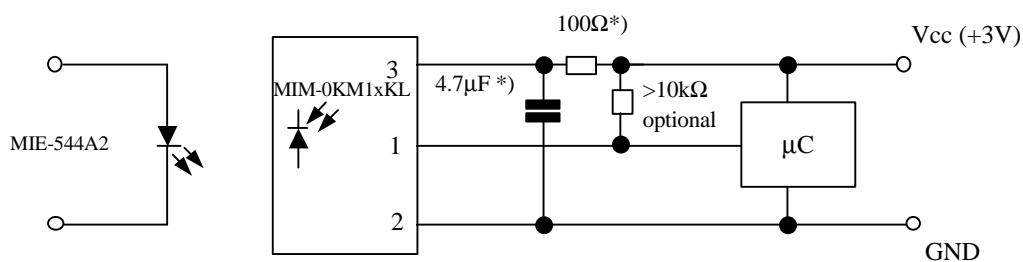 100Ω*)
Vcc (+3V)
3
4.7µF *)
MIM-0KM1xKL
>10kΩ
optional
MIE-544A2
1
µC
2
GND